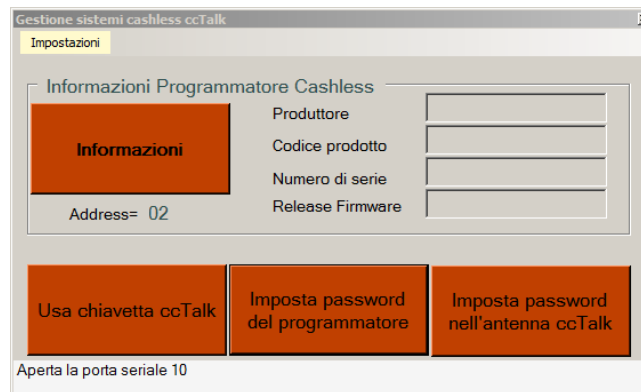 Gestione sistemi cashless ccTalk
Impostazioni
Informazioni Programmatore Cashless
Informazioni
Produttore
Codice prodotto
Numero di serie
Release Firmware
Address= 02
Usa chiavetta ccTalk
Imposta password
del programmatore
Imposta password
nell'antenna ccTalk
Aperta la porta seriale 10